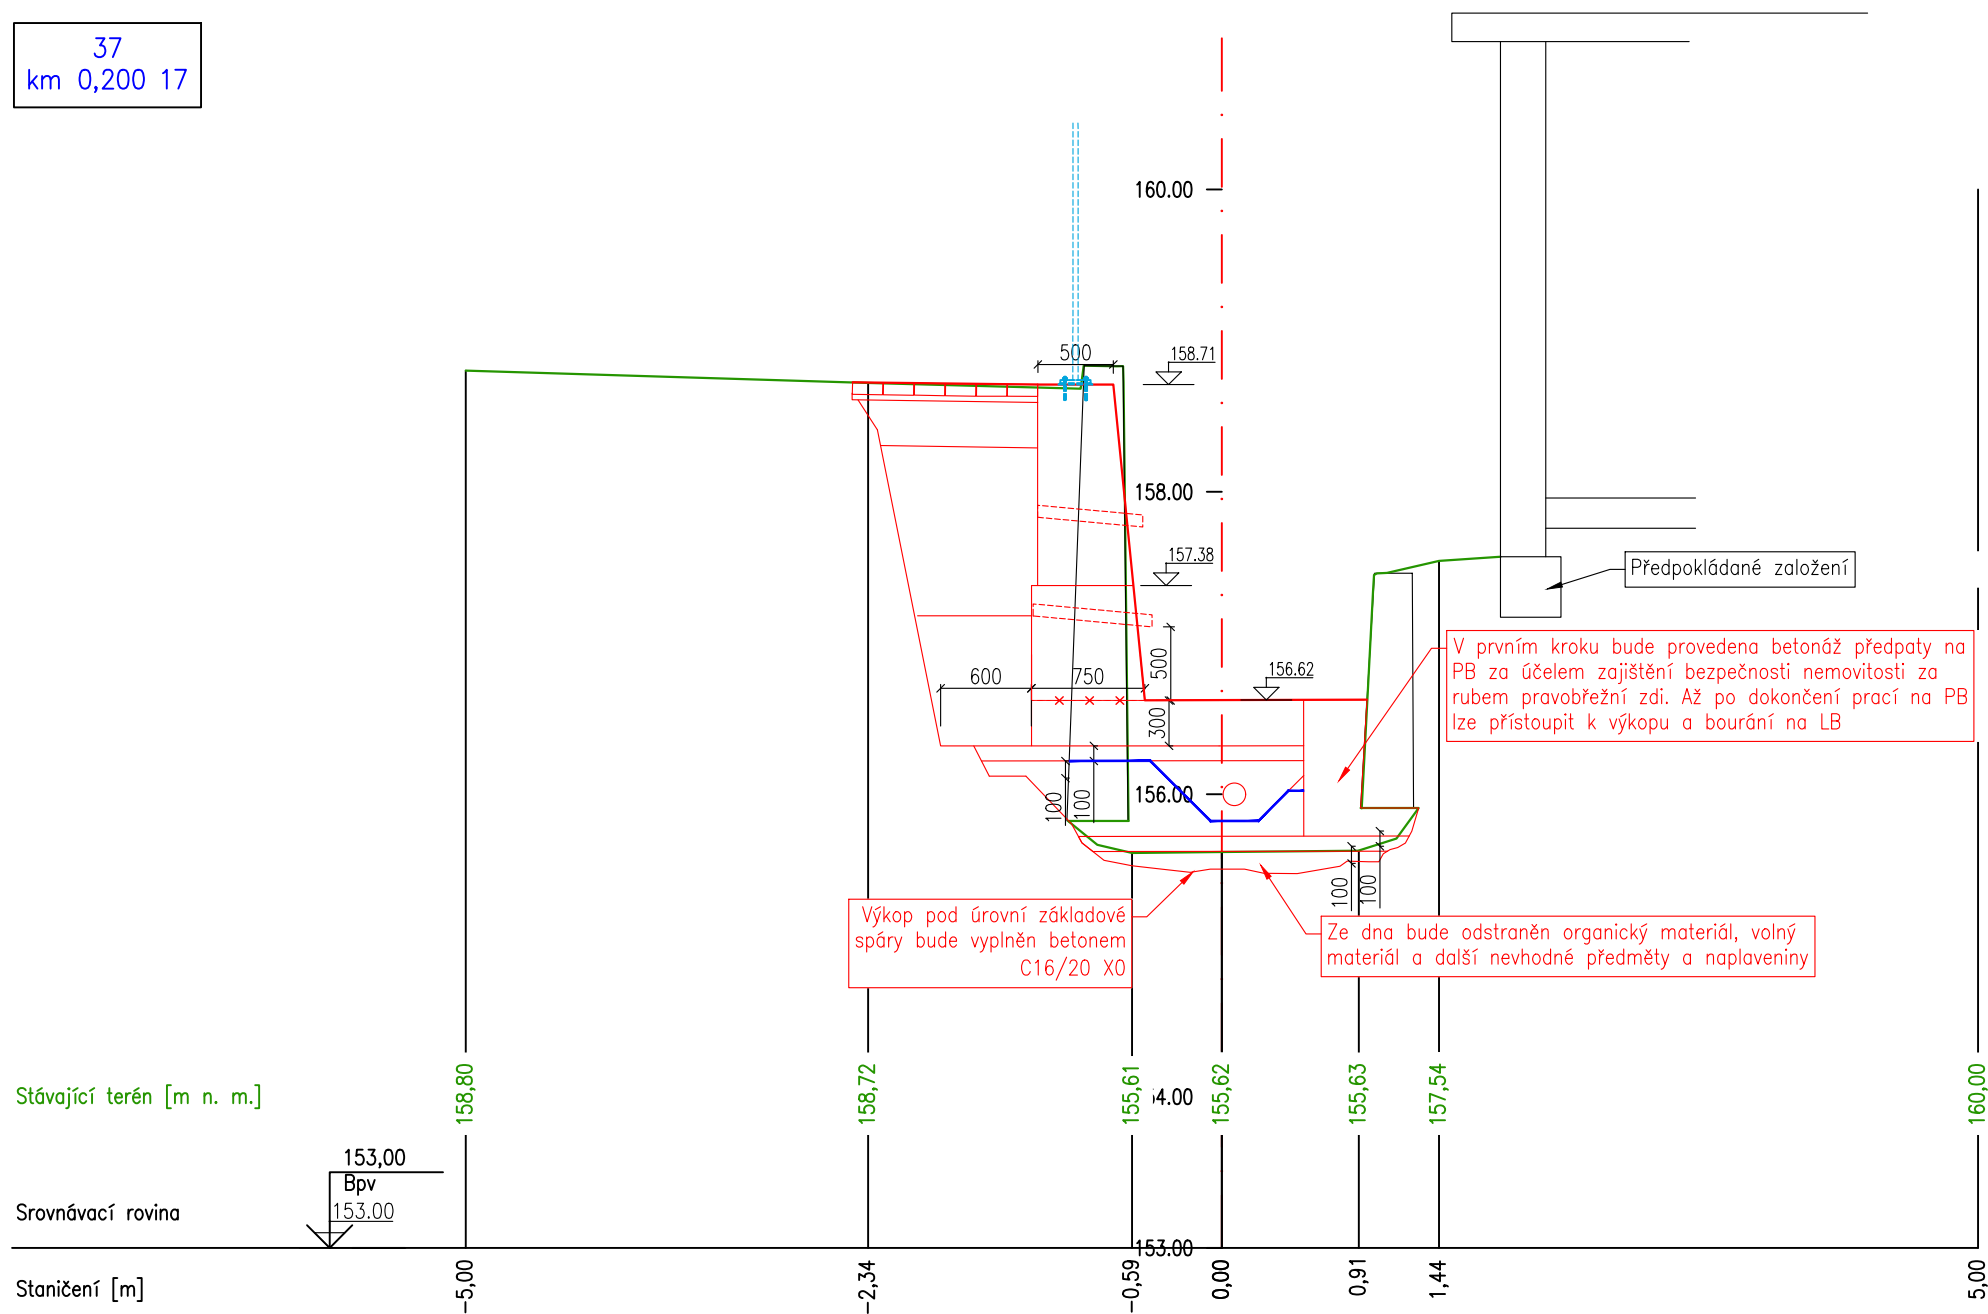 37
km 0,200 17
160.00
500
158.71
158.00
157.38
Předpokládané založení
V prvním kroku bude provedena betonáž předpaty na
PB za účelem zajištění bezpečnosti nemovitosti za
rubem pravobřežní zdi. Až po dokončení prací na PB
lze přístoupit k výkopu a bourání na LB
500
156.62
600
750
300
100
100
156.00
100
100
Výkop pod úrovní základové
spáry bude vyplněn betonem
C16/20 X0
Ze dna bude odstraněn organický materiál, volný
materiál a další nevhodné předměty a naplaveniny
Stávající terén [m n. m.]
158,80
158,72
155,61
4.00
155,62
155,63
157,54
160,00
153,00
Bpv
153.00
Srovnávací rovina
153.00
Staničení [m]
-5,00
-2,34
-0,59
0,00
0,91
1,44
5,00